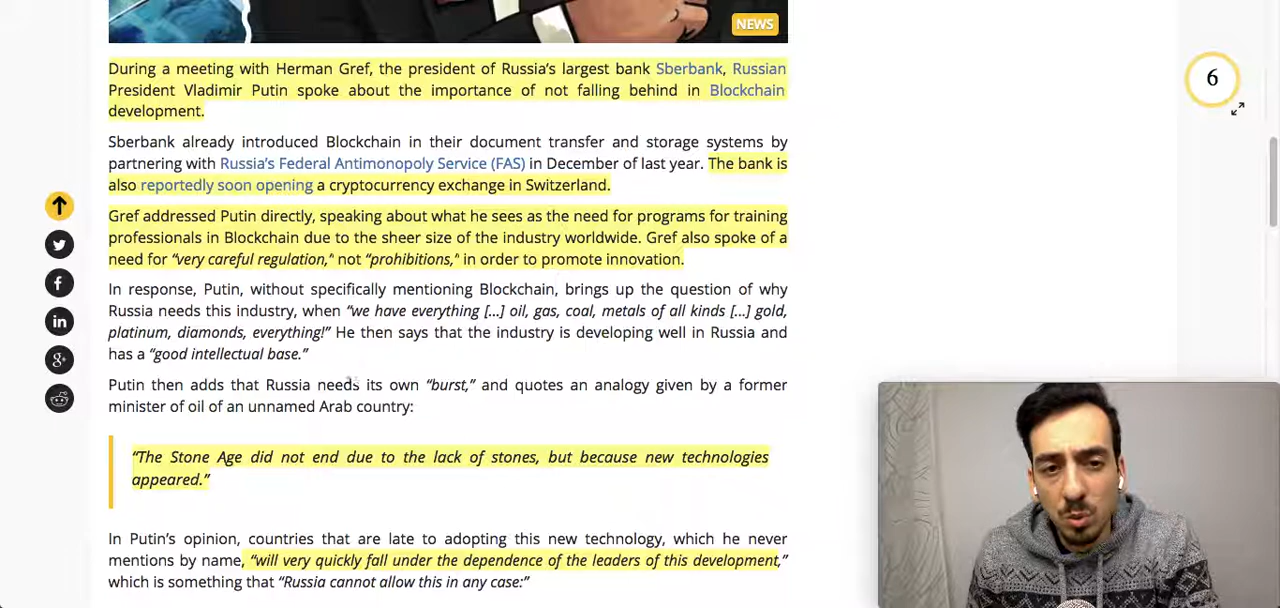 NEWS
6
During a meeting with Herman Gref, the president of Russia's largest bank Sberbank, Russian
President Vladimir Putin spoke about the importance of not falling behind in Blockchain
development.
Sberbank already introduced Blockchain in their document transfer and storage systems by
partnering with Russia's Federal Antimonopoly Service (FAS) in December of last year. The bank is
also reportedly soon opening a cryptocurrency exchange in Switzerland.
Gref addressed Putin directly, speaking about what he sees as the need for programs for training
professionals in Blockchain due to the sheer size of the industry worldwide. Gref also spoke of a
need for “very careful regulation,” not “prohibitions,” in order to promote innovation.
In response, Putin, without specifically mentioning Blockchain, brings up the question of why
Russia needs this industry, when “we have everything [...] oil, gas, coal, metals of all kinds [...] gold,
platinum, diamonds, everything!” He then says that the industry is developing well in Russia and
has a “good intellectual base.”
Putin then adds that Russia needs its own “burst,” and quotes an analogy given by a former
minister of oil of an unnamed Arab country:
“The Stone Age did not end due to the lack of stones, but because new technologies
appeared.”
In Putin's opinion, countries that are late to adopting this new technology, which he never
mentions by name, “will very quickly fall under the dependence of the leaders of this development,”
which is something that “Russia cannot allow this in any case:”